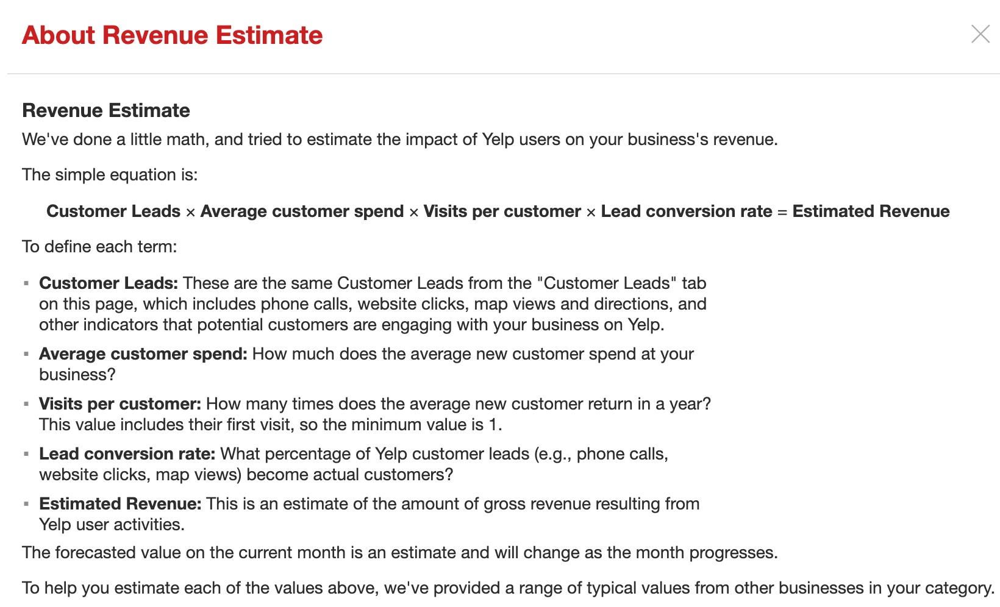 About Revenue Estimate
Revenue Estimate
We've done a little math, and tried to estimate the impact of Yelp users on your business's revenue.
The simple equation is:
Customer Leads × Average customer spend × Visits per customer × Lead conversion rate = Estimated Revenue
To define each term:
▪ Customer Leads: These are the same Customer Leads from the "Customer Leads" tab
on this page, which includes phone calls, website clicks, map views and directions, and
other indicators that potential customers are engaging with your business on Yelp.
▪ Average customer spend: How much does the average new customer spend at your
business?
▪ Visits per customer: How many times does the average new customer return in a year?
This value includes their first visit, so the minimum value is 1.
▪ Lead conversion rate: What percentage of Yelp customer leads (e.g., phone calls,
website clicks, map views) become actual customers?
▪ Estimated Revenue: This is an estimate of the amount of gross revenue resulting from
Yelp user activities.
The forecasted value on the current month is an estimate and will change as the month progresses.
To help you estimate each of the values above, we've provided a range of typical values from other businesses in your category.